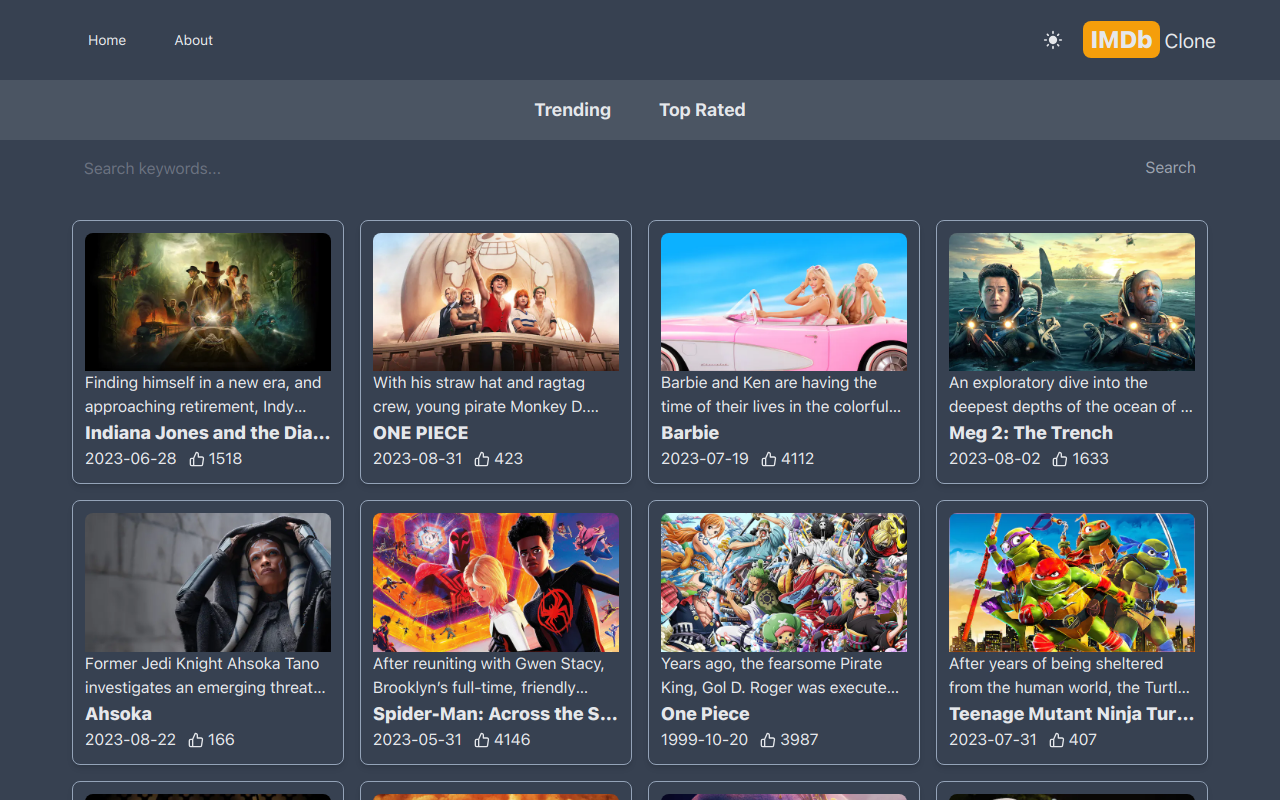 Home About IMDb Clone
Trending Top Rated
Search keywords... Search
Finding himself in a new era, and
approaching retirement, Indy...
Indiana Jones and the Dia...
2023-06-28 1518
With his straw hat and ragtag
crew, young pirate Monkey D....
ONE PIECE
2023-08-31 423
Barbie and Ken are having the
time of their lives in the colorful...
Barbie
2023-07-19 4112
An exploratory dive into the
deepest depths of the ocean of ...
Meg 2: The Trench
2023-08-02 1633
Former Jedi Knight Ahsoka Tano
investigates an emerging threat...
Ahsoka
2023-08-22 166
After reuniting with Gwen Stacy,
Brooklyn’s full-time, friendly...
Spider-Man: Across the S...
2023-05-31 4146
Years ago, the fearsome Pirate
King, Gol D. Roger was execute...
One Piece
1999-10-20 3987
After years of being sheltered
from the human world, the Turtl...
Teenage Mutant Ninja Tur...
2023-07-31 407